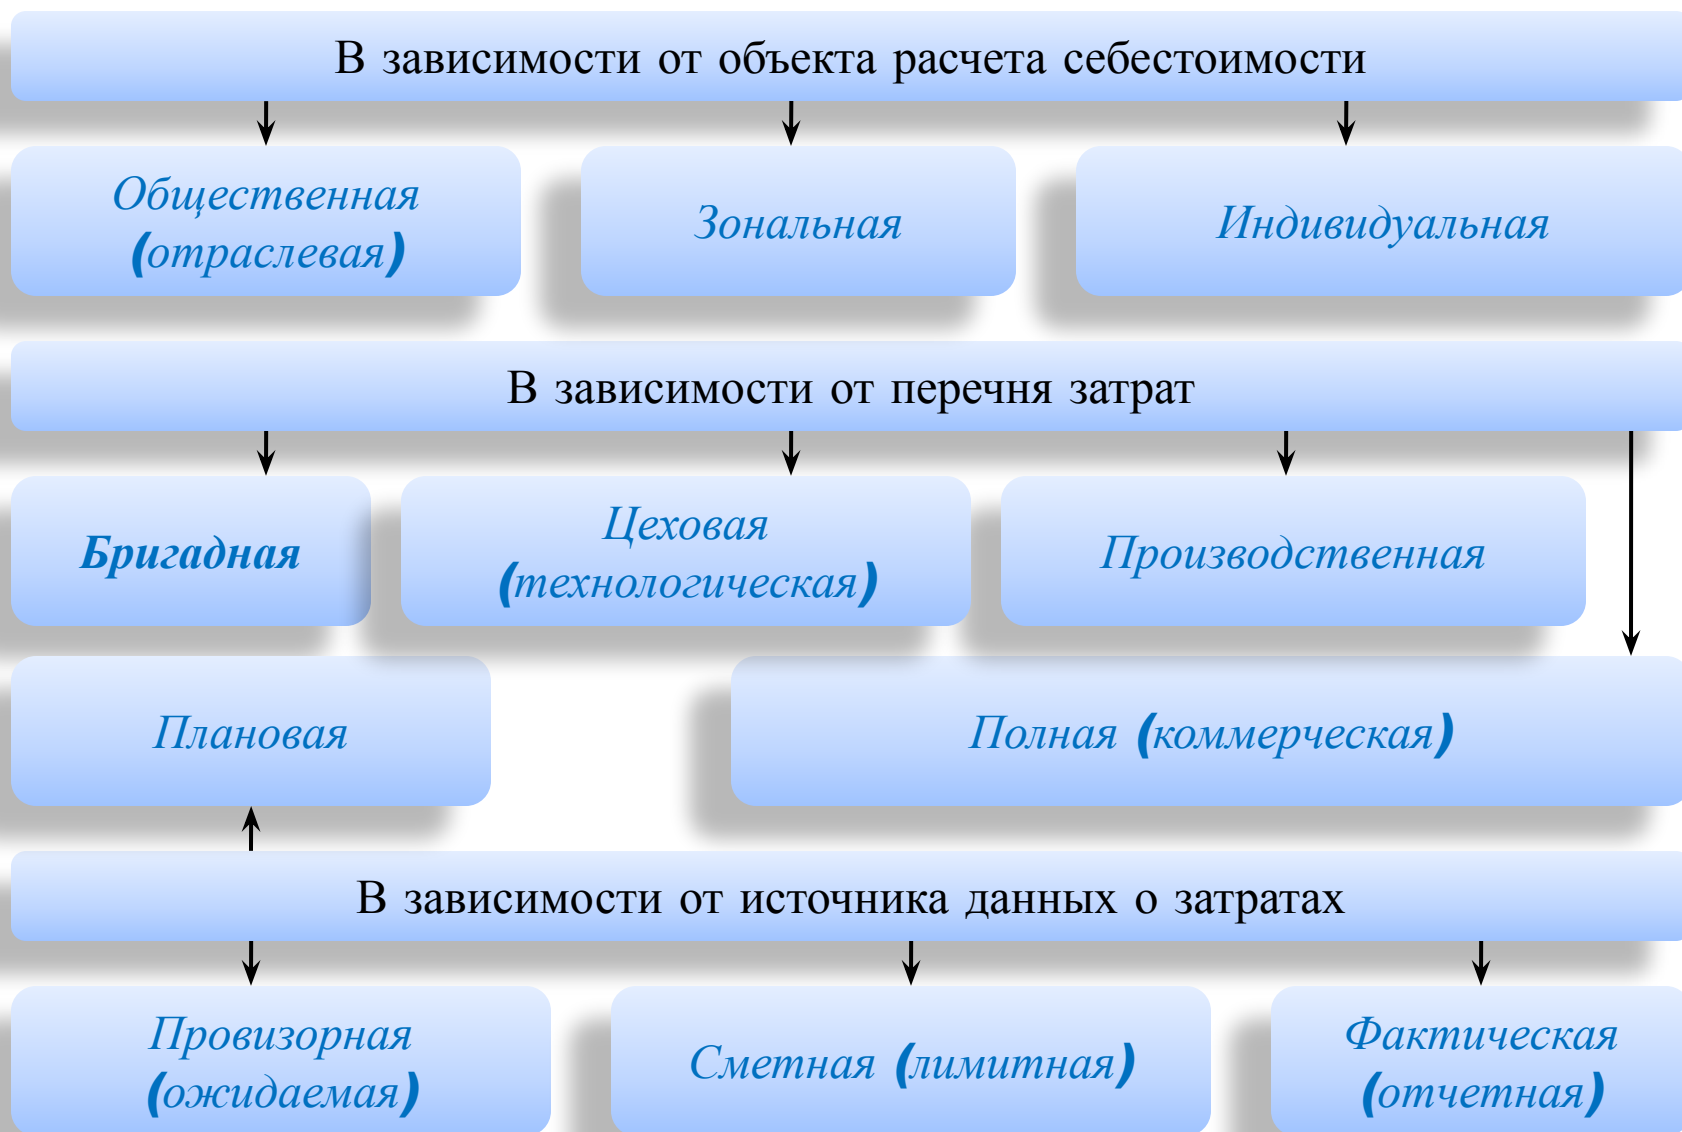 В зависимости от объекта расчета себестоимости
Общественная
(отраслевая)
Зональная
Индивидуальная
В зависимости от перечня затрат
Бригадная
Цеховая
(технологическая)
Производственная
Плановая
Полная (коммерческая)
В зависимости от источника данных о затратах
Провизорная
(ожидаемая)
Сметная (лимитная)
Фактическая
(отчетная)